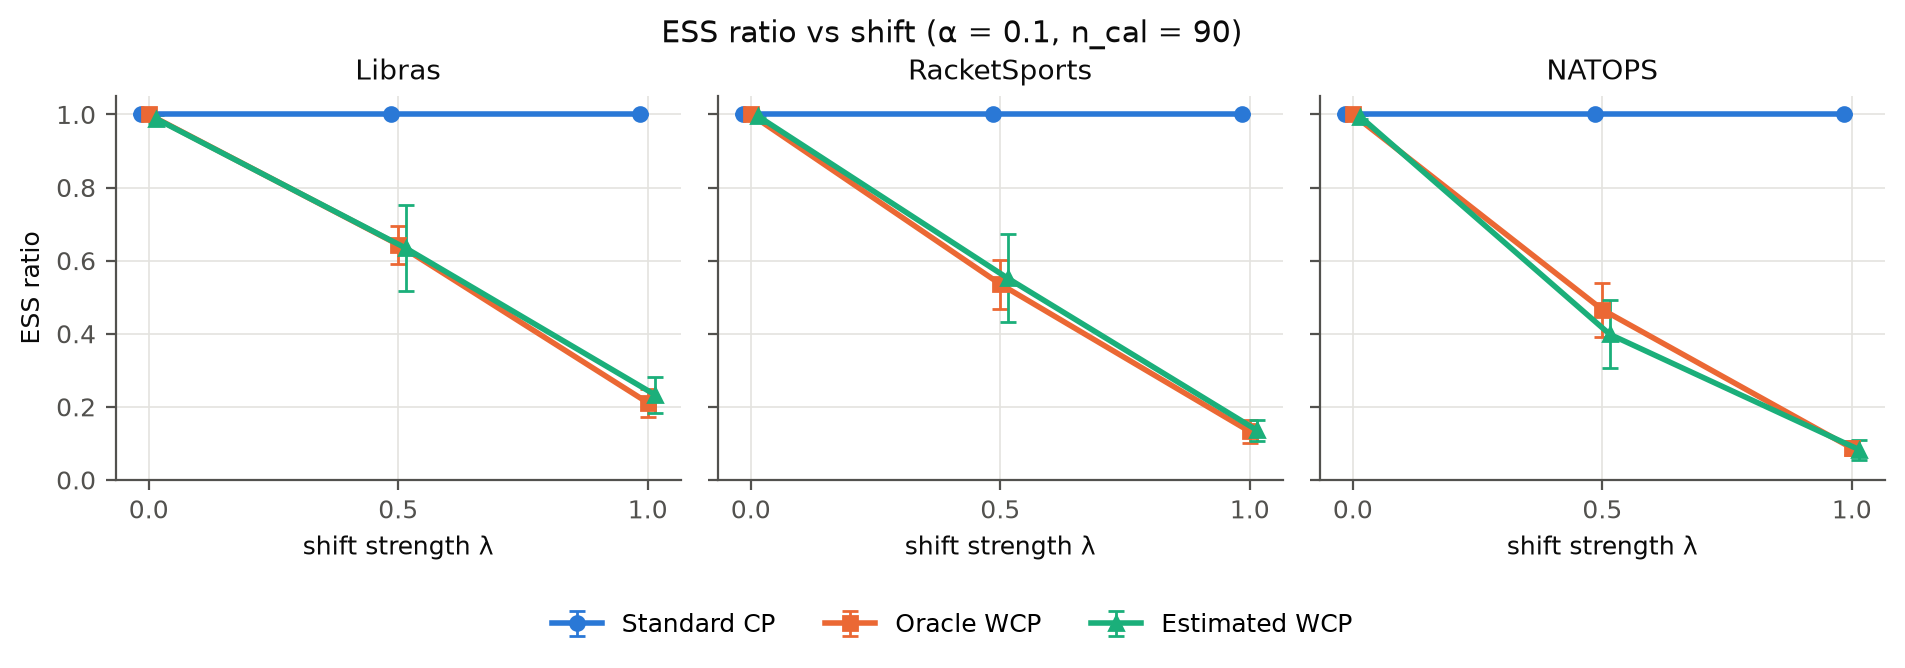 ESS ratio vs shift (α = 0.1, n_cal = 90)
Libras
RacketSports
NATOPS
ESS ratio
1.0
0.8
0.6
0.4
0.2
0.0
0.0 0.5 1.0
0.0 0.5 1.0
0.0 0.5 1.0
shift strength λ
shift strength λ
shift strength λ
Standard CP
Oracle WCP
Estimated WCP